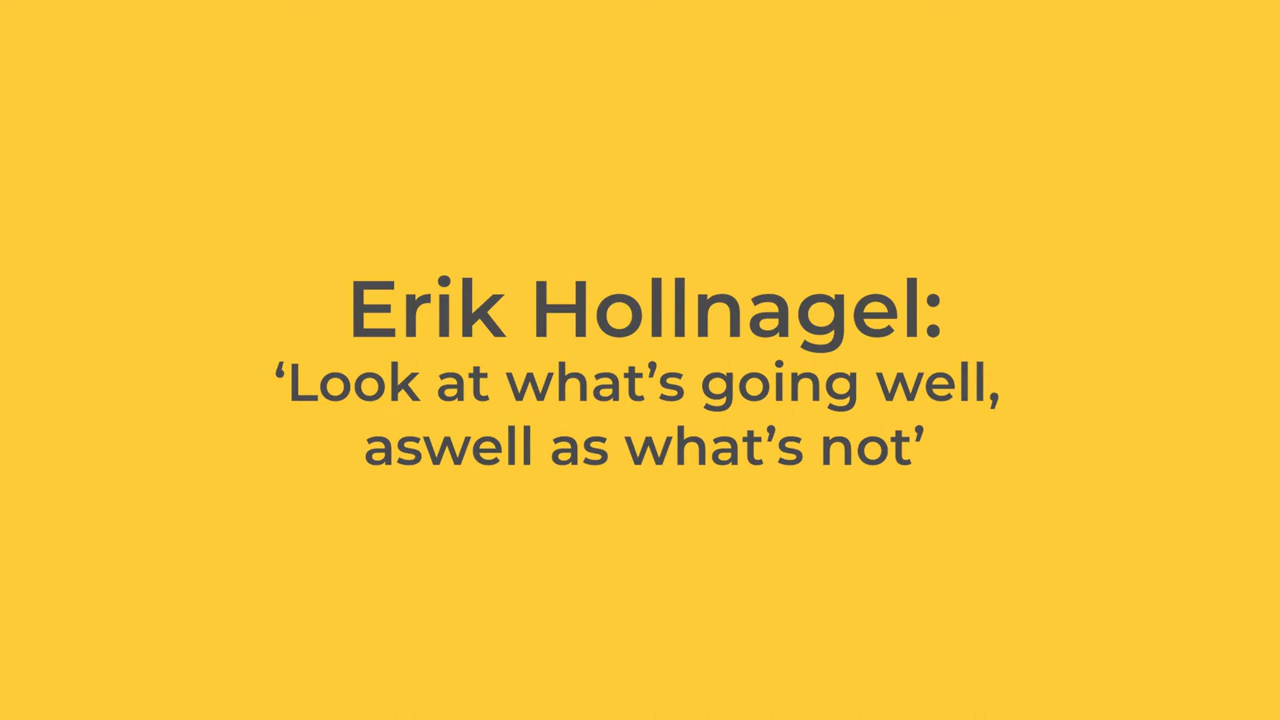 Erik Hollnagel:
‘Look at what’s going well,
aswell as what’s not’